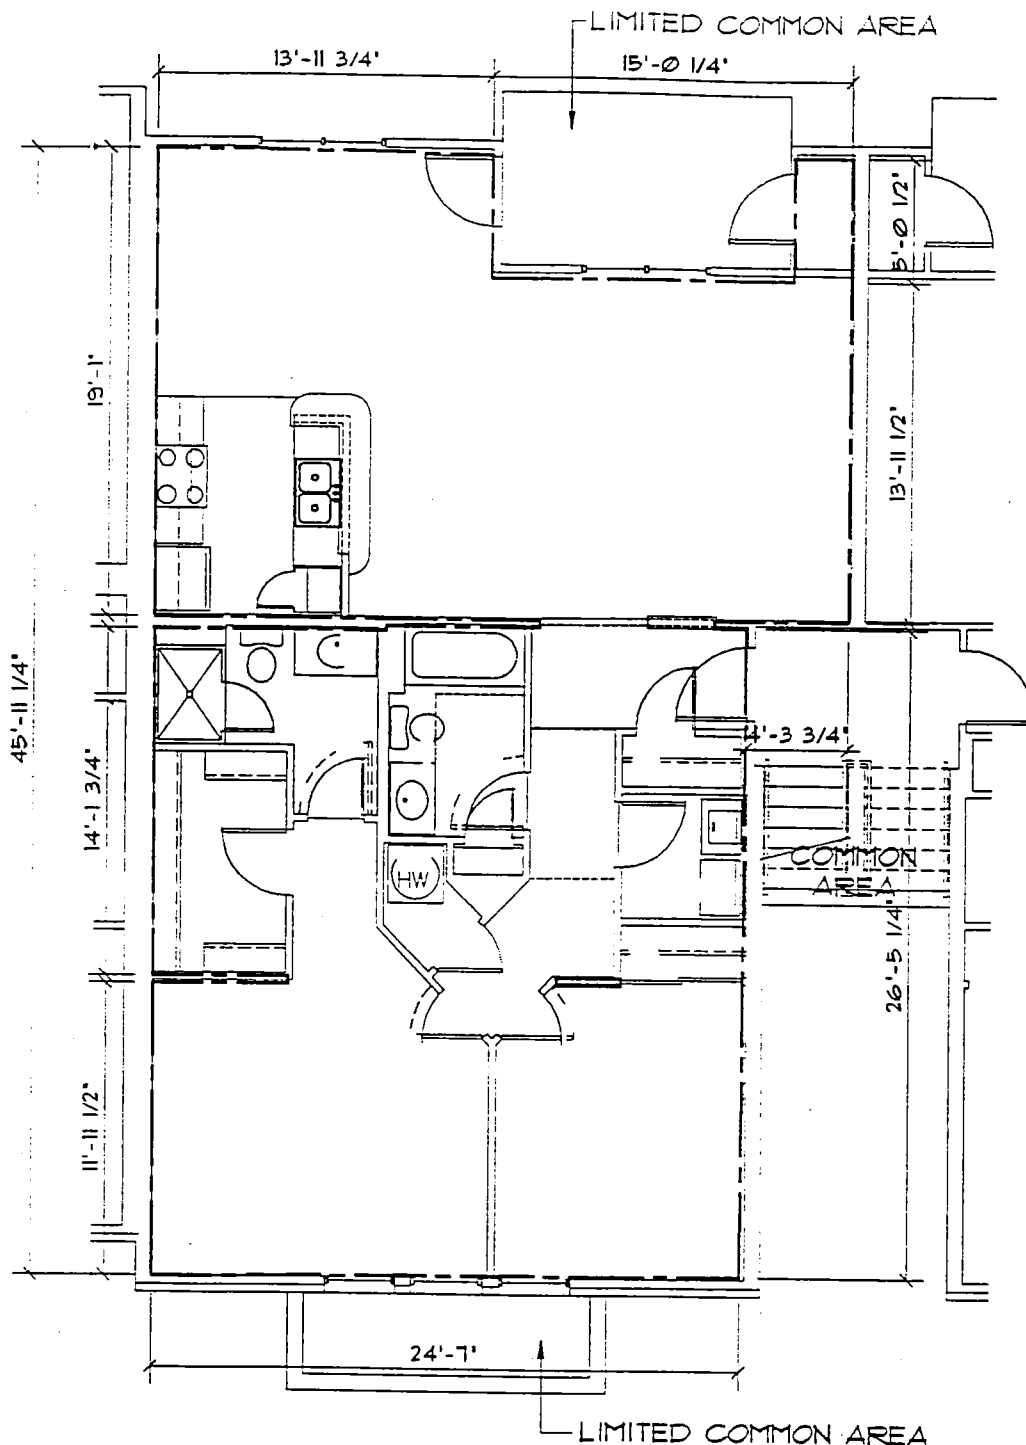 LIMITED COMMON AREA
13'-11 3/4"
15'-0 1/4"
5'-0 1/2"
19'-1"
13'-11 1/2"
45'-11 1/4"
4'-3 3/4"
14'-1 3/4"
COMMON
AREA
HW
26'-5 1/4"
11'-11 1/2"
24'-7"
LIMITED COMMON AREA